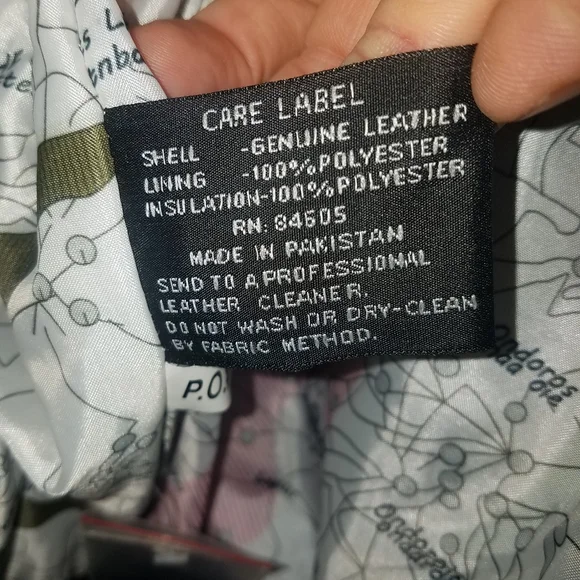 CARE LABEL
SHELL -GENUINE LEATHER
LINING -100%POLYESTER
INSULATION-100%POLYESTER
RN: 84605
MADE IN PAKISTAN
SEND TO A PROFESSIONAL
LEATHER CLEANER.
DO NOT WASH OR DRY-CLEAN
BY FABRIC METHOD.
P.O.
ondoros